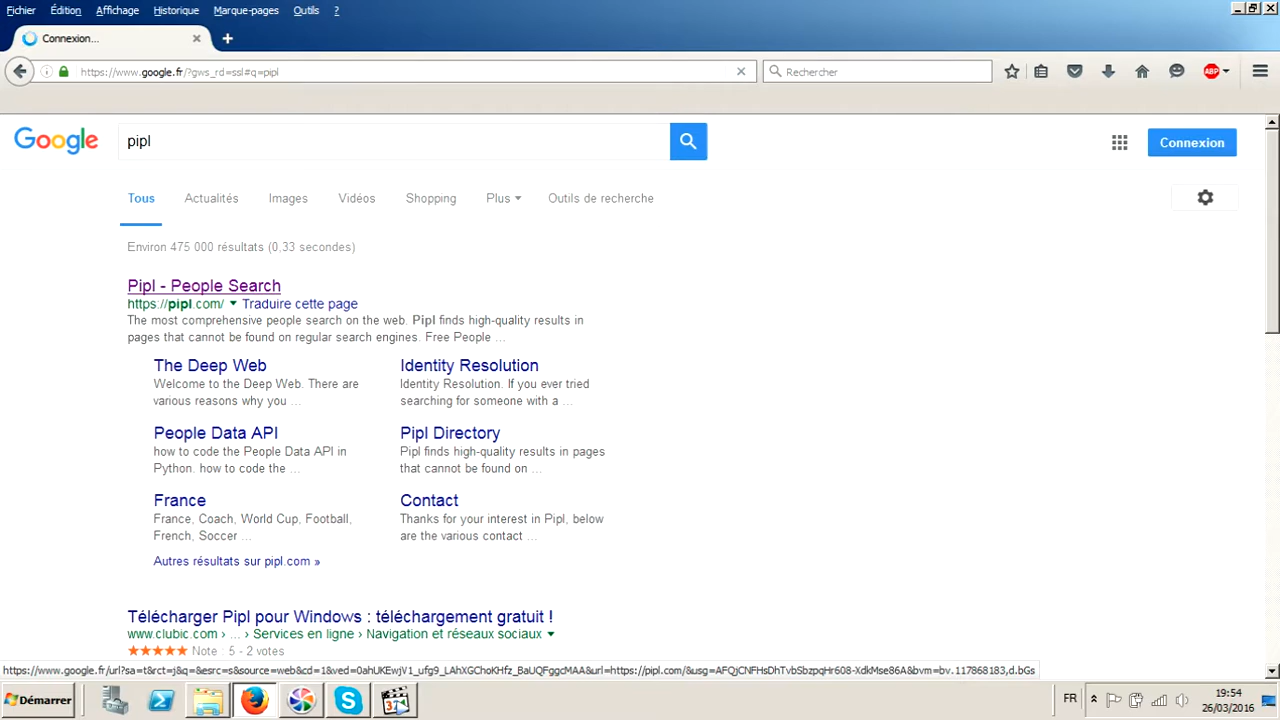 Fichier Édition Affichage Historique Marque-pages Outils ?
Connexion...
https://www.google.fr/?gws_rd=ssl#q=pipl
Rechercher
ABP
Google
pipl
Connexion
Tous Actualités Images Vidéos Shopping Plus Outils de recherche
Environ 475 000 résultats (0,33 secondes)
Pipl - People Search
https://pipl.com/ Traduire cette page
The most comprehensive people search on the web. Pipl finds high-quality results in
pages that cannot be found on regular search engines. Free People ...
The Deep Web
Welcome to the Deep Web. There are
various reasons why you ...
Identity Resolution
Identity Resolution. If you ever tried
searching for someone with a ...
People Data API
how to code the People Data API in
Python. how to code the ...
Pipl Directory
Pipl finds high-quality results in pages
that cannot be found on ...
France
France, Coach, World Cup, Football,
French, Soccer ...
Contact
Thanks for your interest in Pipl, below
are the various contact ...
Autres résultats sur pipl.com »
Télécharger Pipl pour Windows : téléchargement gratuit !
www.clubic.com › ... › Services en ligne › Navigation et réseaux sociaux
Note : 5 - 2 votes
https://www.google.fr/url?sa=t&rct=j&q=&esrc=s&source=web&cd=1&ved=0ahUKEwjV1_ufg9_LAhXGChoKHfz_BaUQFggcMAA&url=https://pipl.com/&usg=AFQjCNFHsDhTvbSbzpqHr608-XdkMse86A&bvm=bv.117868183,d.bGs
Démarrer
FR
19:54
26/03/2016